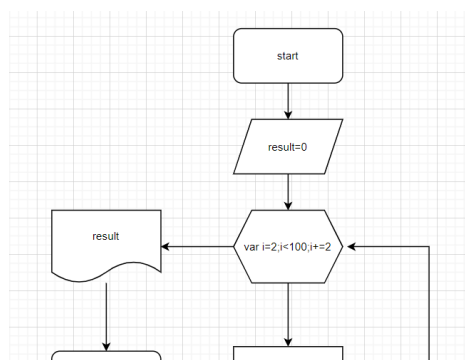 start
result=0
result
var i=2;i<100;i+=2